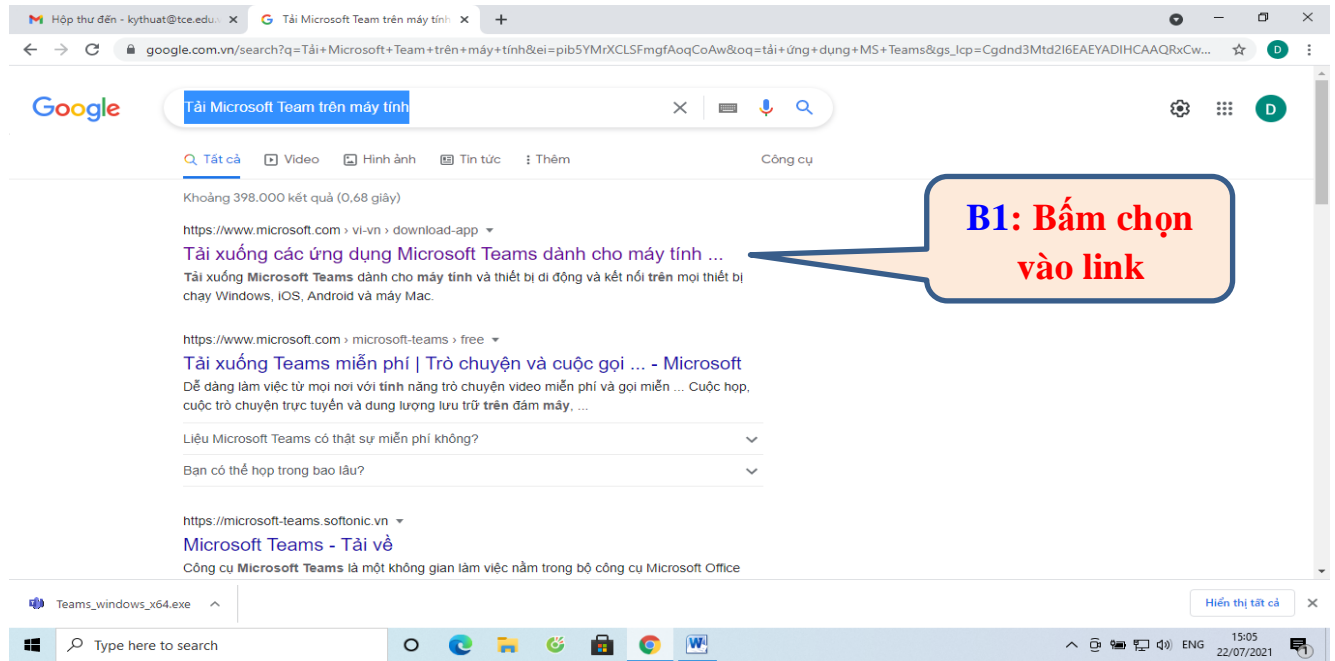 Hộp thư đến - kythuat@tce.edu.v
Tải Microsoft Team trên máy tính
google.com.vn/search?q=Tải+Microsoft+Team+trên+máy+tính&ei=pib5YMrXCLSFmgfAoqCoAw&oq=tải+ứng+dụng+MS+Teams&gs_lcp=Cgdnd3Mtd2l6EAEYADIHCAAQRxCw...
D
Google
Tải Microsoft Team trên máy tính
D
Tất cả
Video
Hình ảnh
Tin tức
Thêm
Công cụ
Khoảng 398.000 kết quả (0,68 giây)
https://www.microsoft.com › vi-vn › download-app
Tải xuống các ứng dụng Microsoft Teams dành cho máy tính ...
Tải xuống Microsoft Teams dành cho máy tính và thiết bị di động và kết nối trên mọi thiết bị
chạy Windows, iOS, Android và máy Mac.
B1: Bấm chọn
vào link
https://www.microsoft.com › microsoft-teams › free
Tải xuống Teams miễn phí | Trò chuyện và cuộc gọi ... - Microsoft
Dễ dàng làm việc từ mọi nơi với tính năng trò chuyện video miễn phí và gọi miễn ... Cuộc họp,
cuộc trò chuyện trực tuyến và dung lượng lưu trữ trên đám mây, ...
Liệu Microsoft Teams có thật sự miễn phí không?
Bạn có thể họp trong bao lâu?
https://microsoft-teams.softonic.vn
Microsoft Teams - Tải về
Công cụ Microsoft Teams là một không gian làm việc nằm trong bộ công cụ Microsoft Office
Teams_windows_x64.exe
Hiển thị tất cả
Type here to search
ENG
15:05
22/07/2021
1